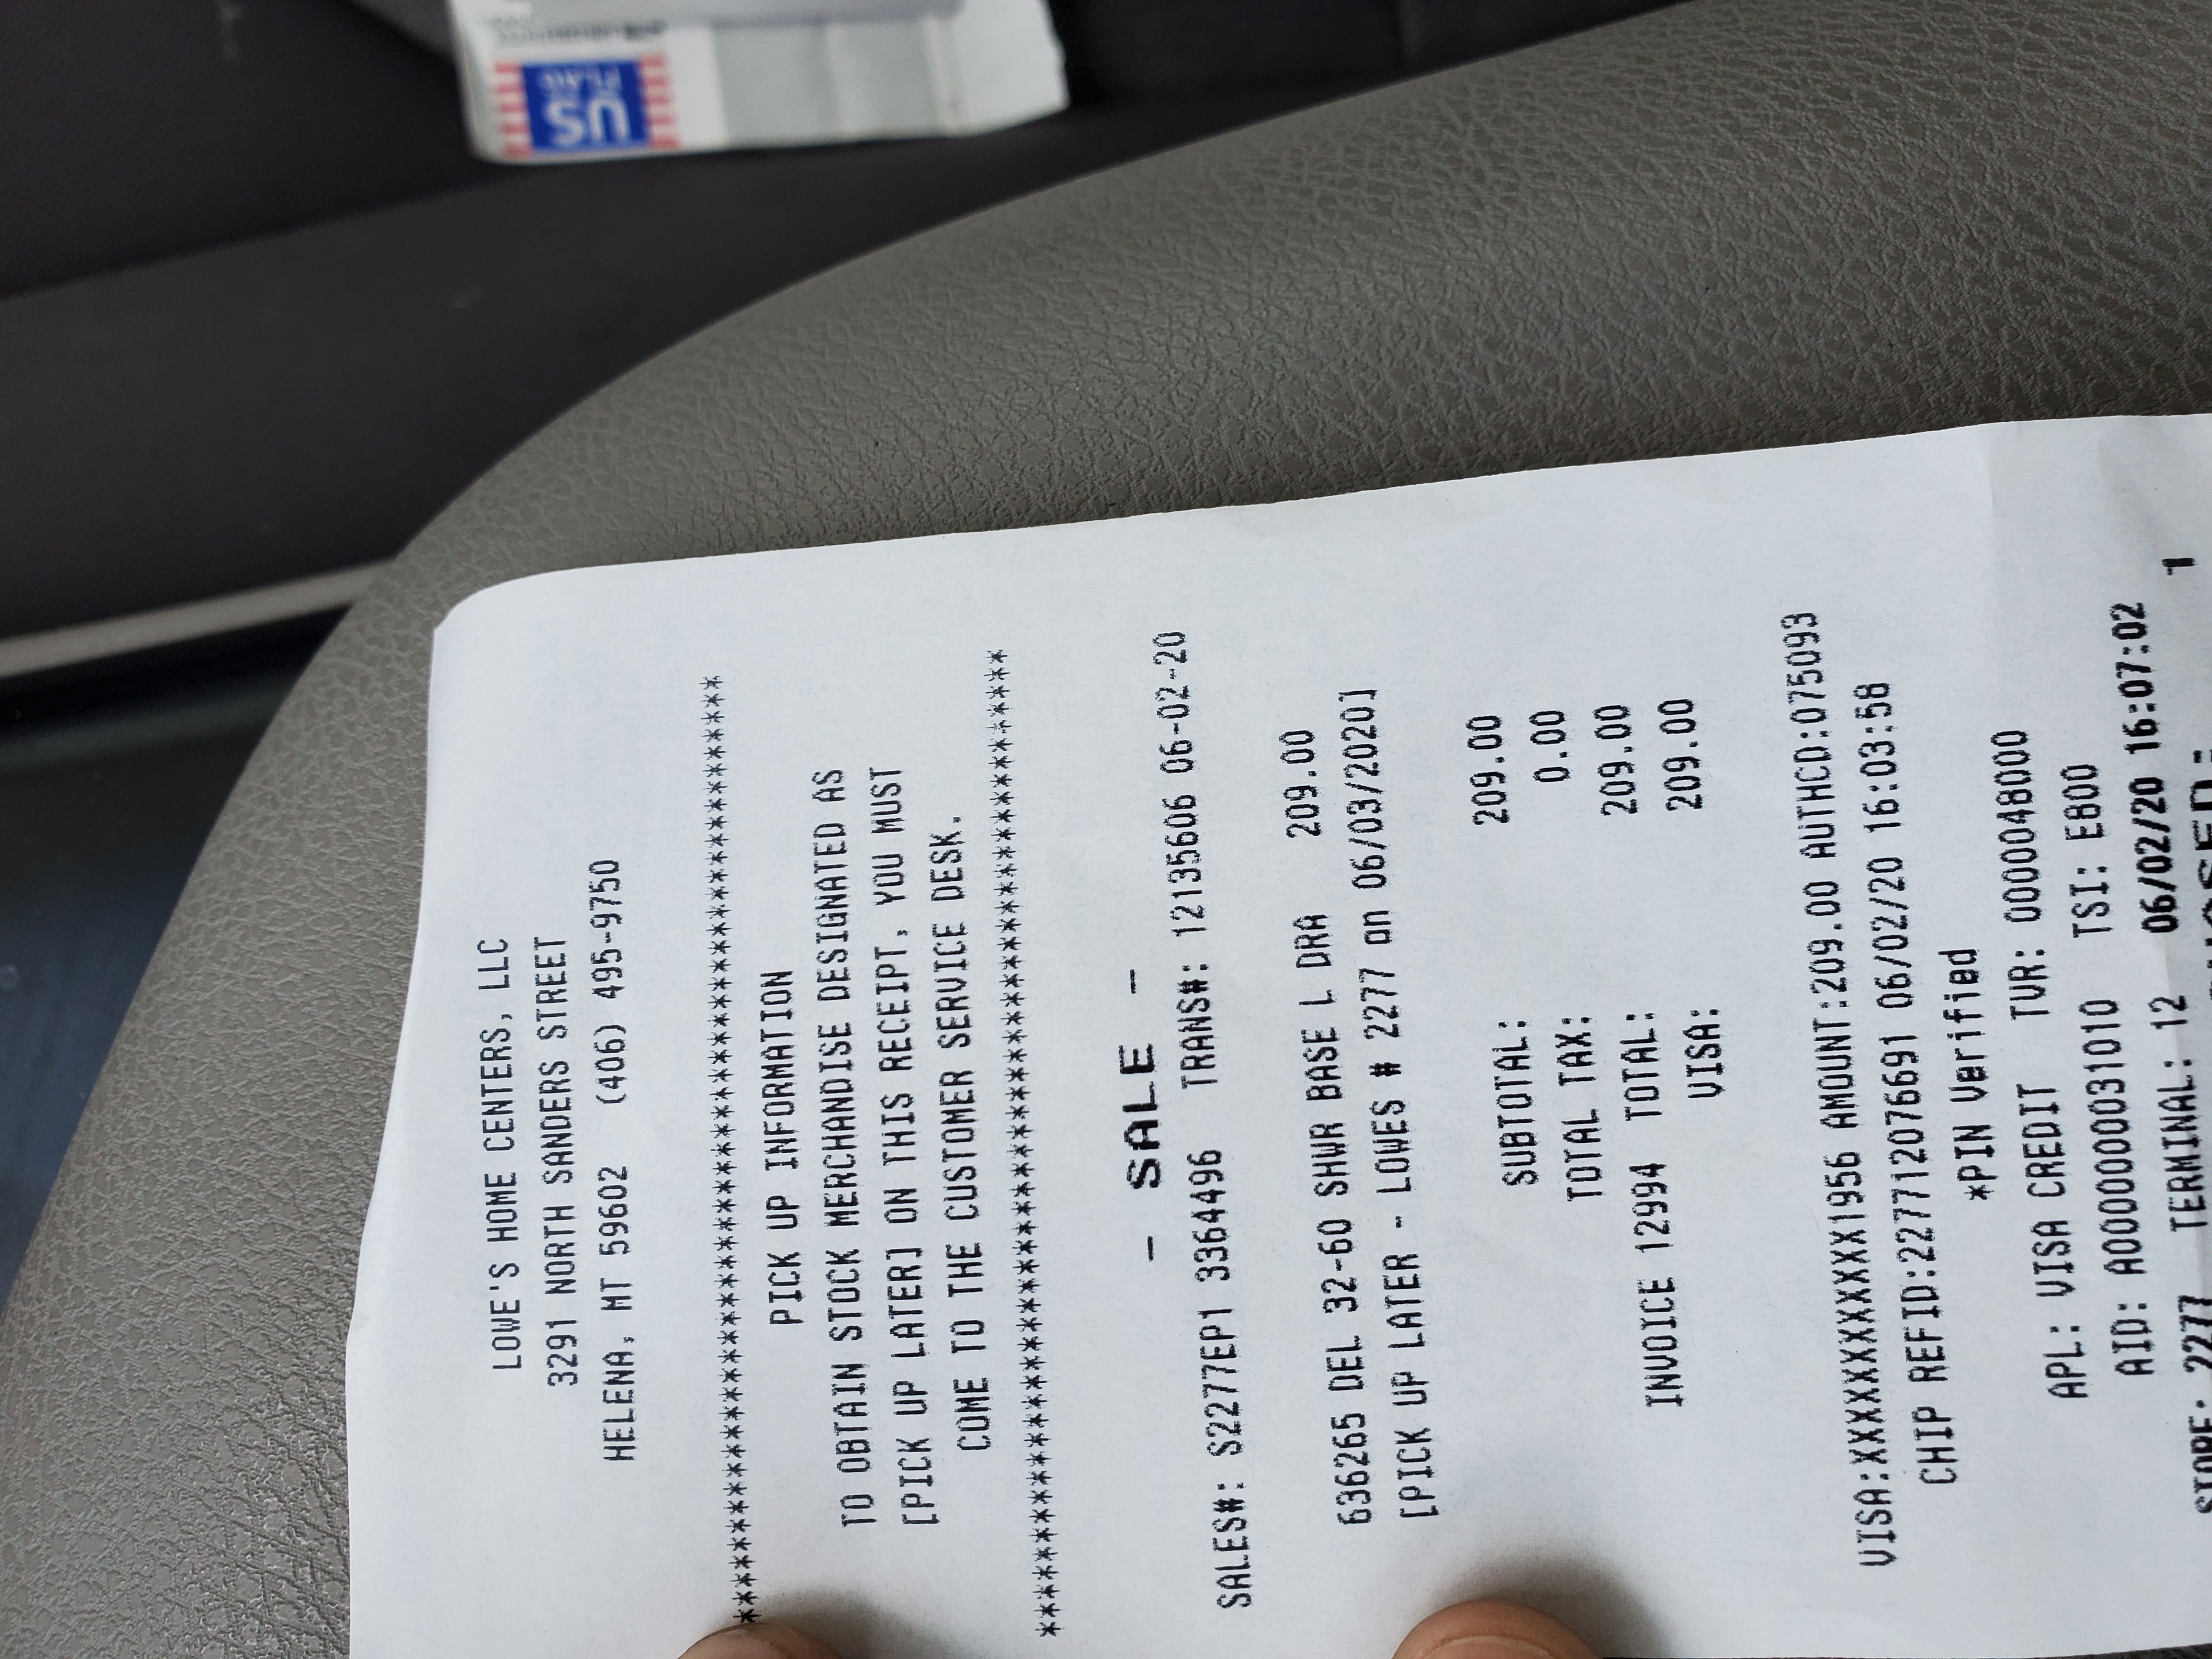 LOWE'S HOME CENTERS, LLC
3291 NORTH SANDERS STREET
HELENA, MT 59602 (406) 495-9750
****************************************************
PICK UP INFORMATION
TO OBTAIN STOCK MERCHANDISE DESIGNATED AS
[PICK UP LATER] ON THIS RECEIPT, YOU MUST
COME TO THE CUSTOMER SERVICE DESK.
****************************************************
- SALE -
SALES#: S2277EP1 3364496 TRANS#: 12135606 06-02-20
636265 DEL 32-60 SHWR BASE L DRA 209.00
[PICK UP LATER - LOWES # 2277 on 06/03/2020]
SUBTOTAL: 209.00
TOTAL TAX: 0.00
INVOICE 12994 TOTAL: 209.00
VISA: 209.00
VISA:XXXXXXXXXXXX1956 AMOUNT:209.00 AUTHCD:075093
CHIP REFID:227712076691 06/02/20 16:03:58
*PIN Verified
APL: VISA CREDIT TVR: 0000048000
AID: A0000000031010 TSI: E800
STORE: 2277 TERMINAL: 12 06/02/20 16:07:02
1
US
FLAG